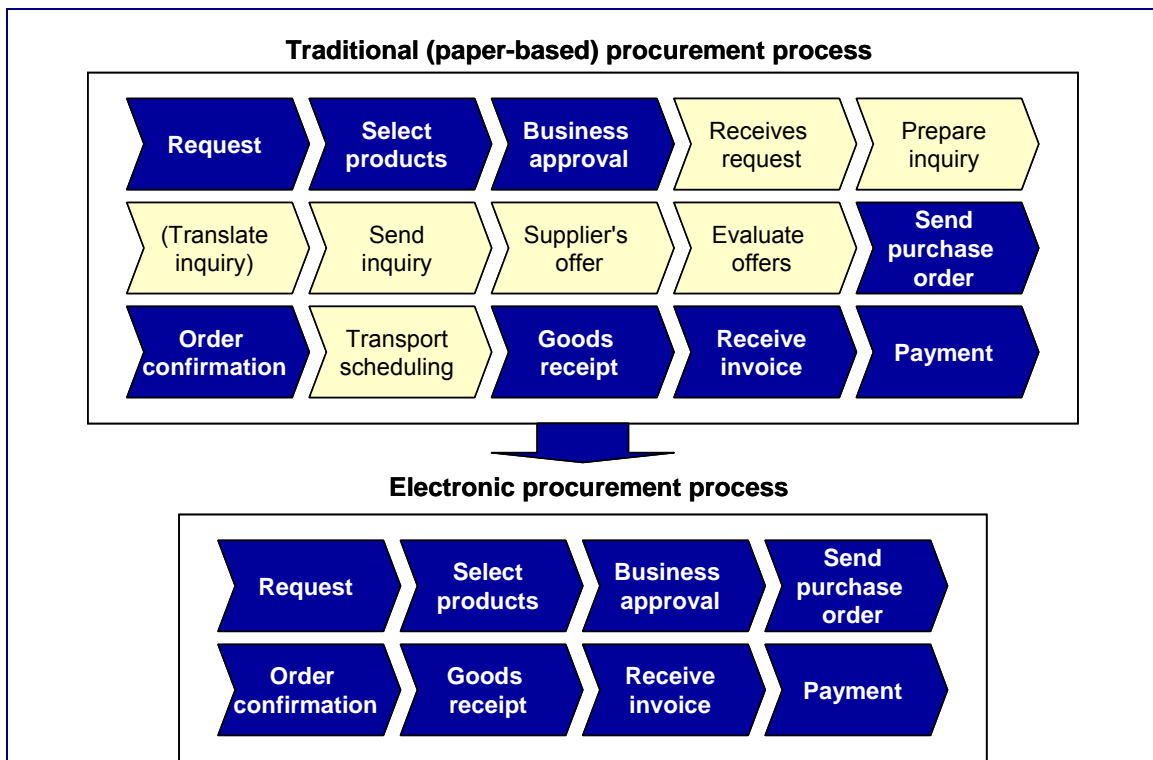 Traditional (paper-based) procurement process
Request
Select
products
Business
approval
Receives
request
Prepare
inquiry
(Translate
inquiry)
Send
inquiry
Supplier's
offer
Evaluate
offers
Send
purchase
order
Order
confirmation
Transport
scheduling
Goods
receipt
Receive
invoice
Payment
Electronic procurement process
Request
Select
products
Business
approval
Send
purchase
order
Order
confirmation
Goods
receipt
Receive
invoice
Payment